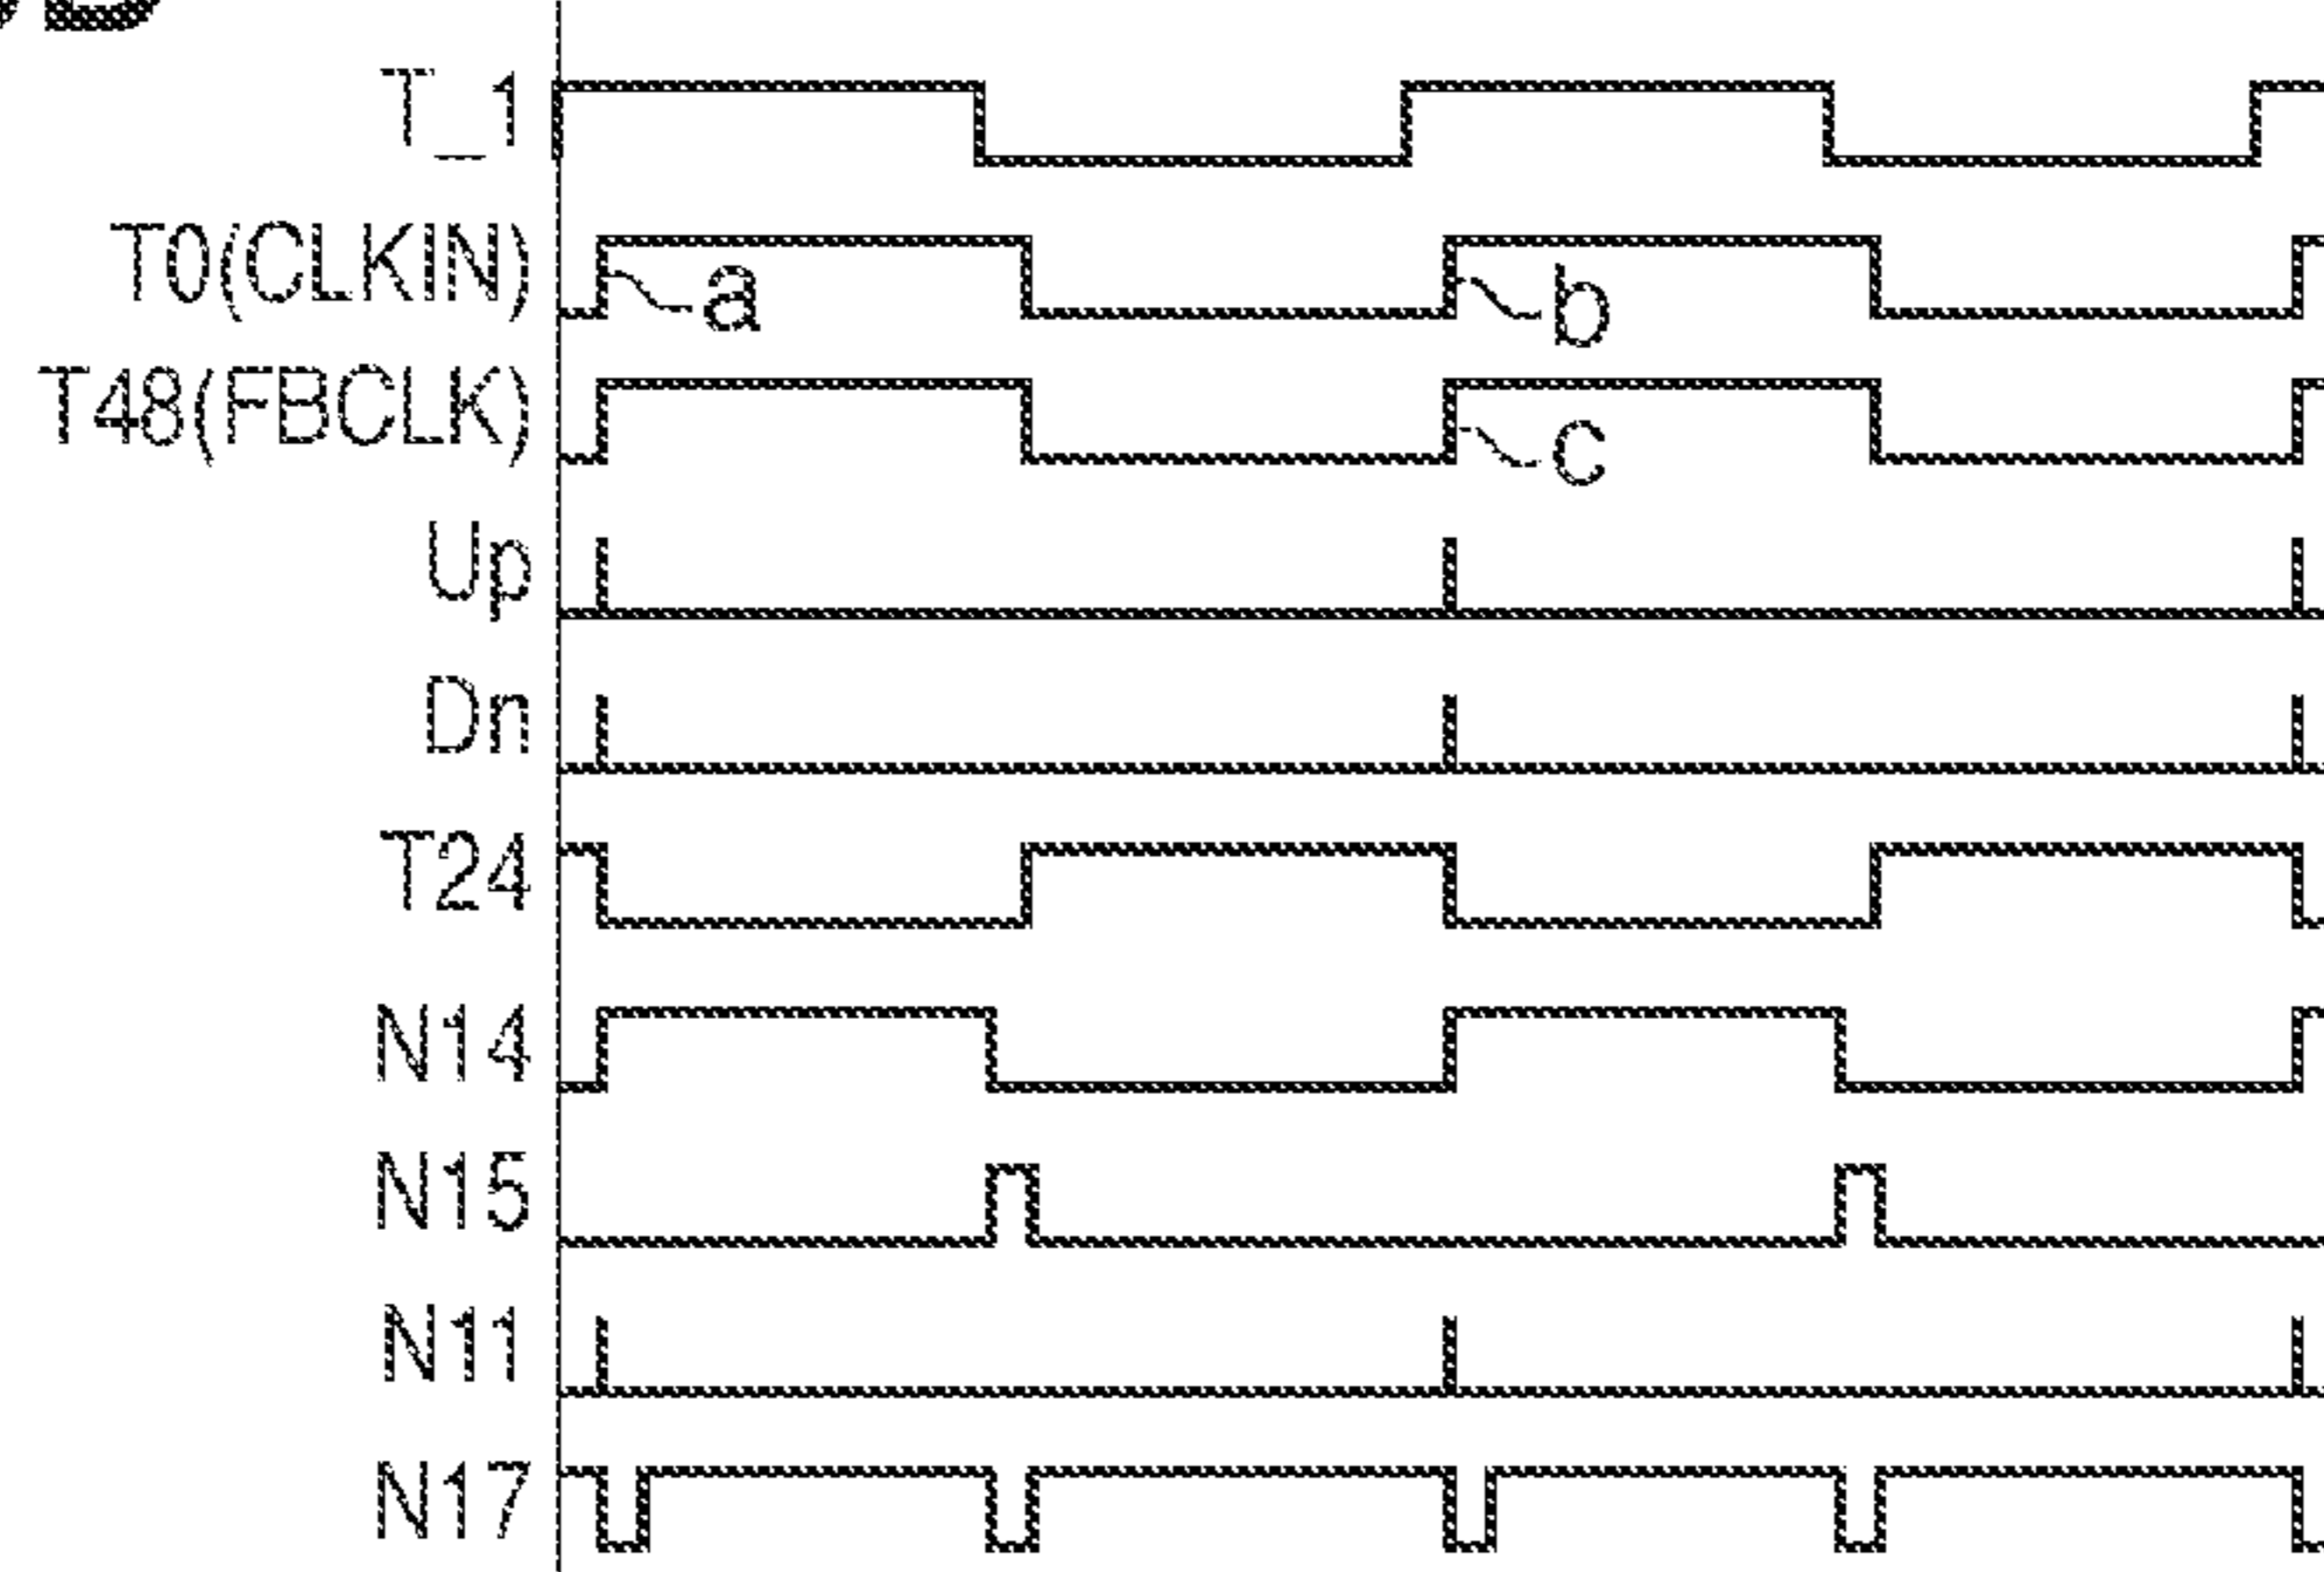 T_1
T0(CLKIN)
a
b
T48(FBCLK)
c
Up
Dn
T24
N14
N15
N11
N17